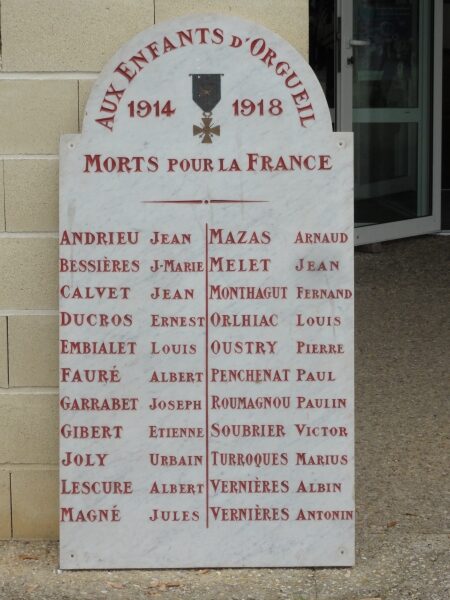 AUX ENFANTS D'ORGUEIL
1914 1918
MORTS POUR LA FRANCE
ANDRIEU JEAN
BESSIÈRES J-MARIE
CALVET JEAN
DUCROS ERNEST
EMBIALET LOUIS
FAURÉ ALBERT
GARRABET JOSEPH
GIBERT ETIENNE
JOLY URBAIN
LESCURE ALBERT
MAGNÉ JULES
MAZAS ARNAUD
MELET JEAN
MONTHAGUT FERNAND
ORLHIAC LOUIS
OUSTRY PIERRE
PENCHENAT PAUL
ROUMAGNOU PAULIN
SOUBRIER VICTOR
TURROQUES MARIUS
VERNIÈRES ALBIN
VERNIÈRES ANTONIN